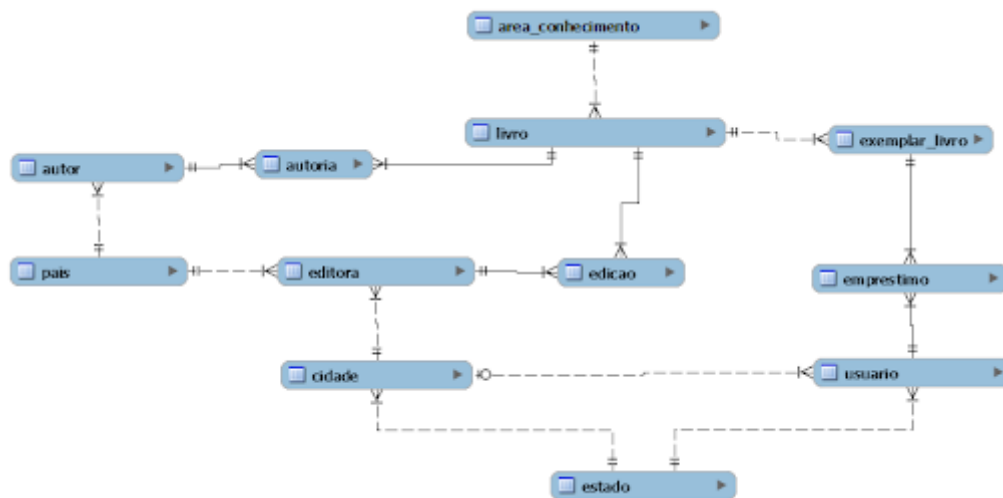 area_conhecimento
livro
exemplar_livro
autor
autoria
pais
editora
edicao
emprestimo
cidade
usuario
estado